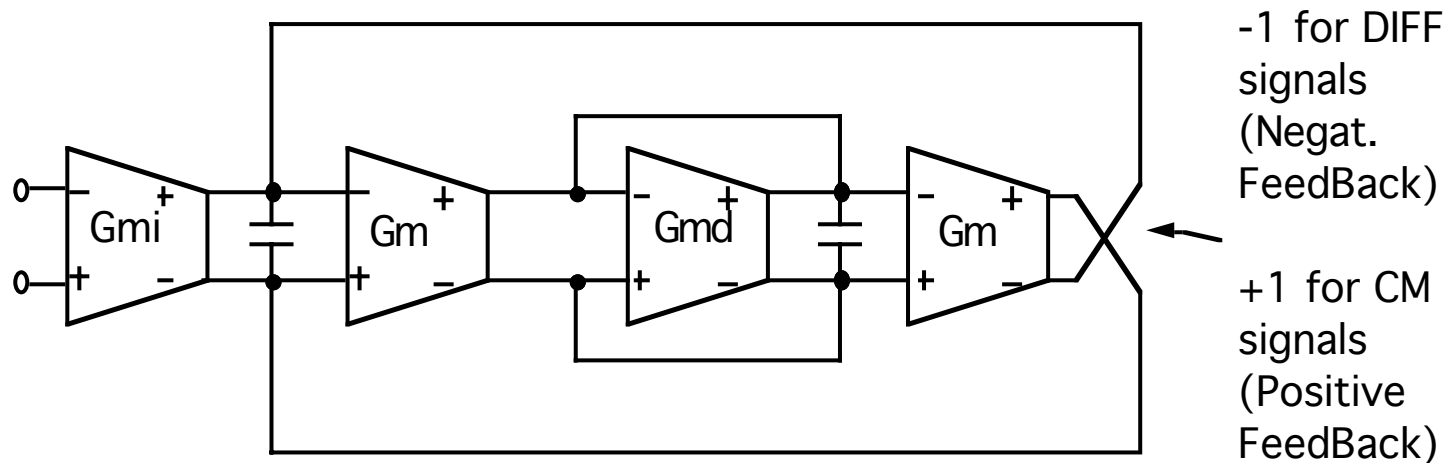 -1 for DIFF
signals
(Negat.
FeedBack)
+1 for CM
signals
(Positive
FeedBack)
- +
Gmi
+ -
- +
Gm
+ -
- +
Gmd
+ -
- +
Gm
+ -